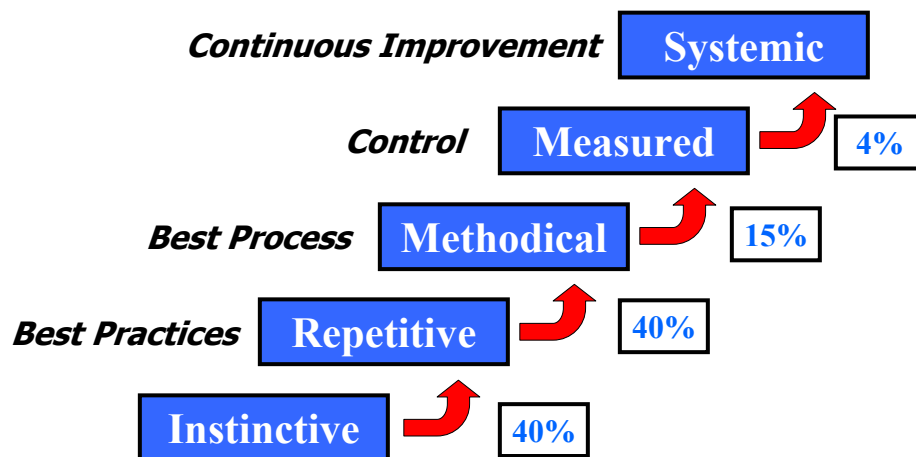 Continuous Improvement Systemic
Control Measured 4%
Best Process Methodical 15%
Best Practices Repetitive 40%
Instinctive 40%